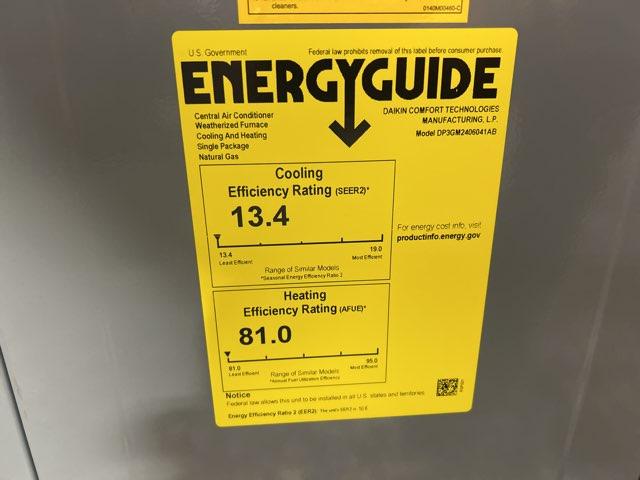 cleaners.
0140M00460-C
U.S. Government
Federal law prohibits removal of this label before consumer purchase.
ENERGYGUIDE
Central Air Conditioner
Weatherized Furnace
Cooling And Heating
Single Package
Natural Gas
DAIKIN COMFORT TECHNOLOGIES
MANUFACTURING, L.P.
Model DP3GM2406041AB
Cooling
Efficiency Rating (SEER2)*
13.4
13.4
Least Efficient
19.0
Most Efficient
Range of Similar Models
*Seasonal Energy Efficiency Ratio 2
For energy cost info, visit
productinfo.energy.gov
Heating
Efficiency Rating (AFUE)*
81.0
81.0
Least Efficient
95.0
Most Efficient
Range of Similar Models
*Annual Fuel Utilization Efficiency
Notice
Federal law allows this unit to be installed in all U.S. states and territories.
Energy Efficiency Ratio 2 (EER2): The unit's EER2 is